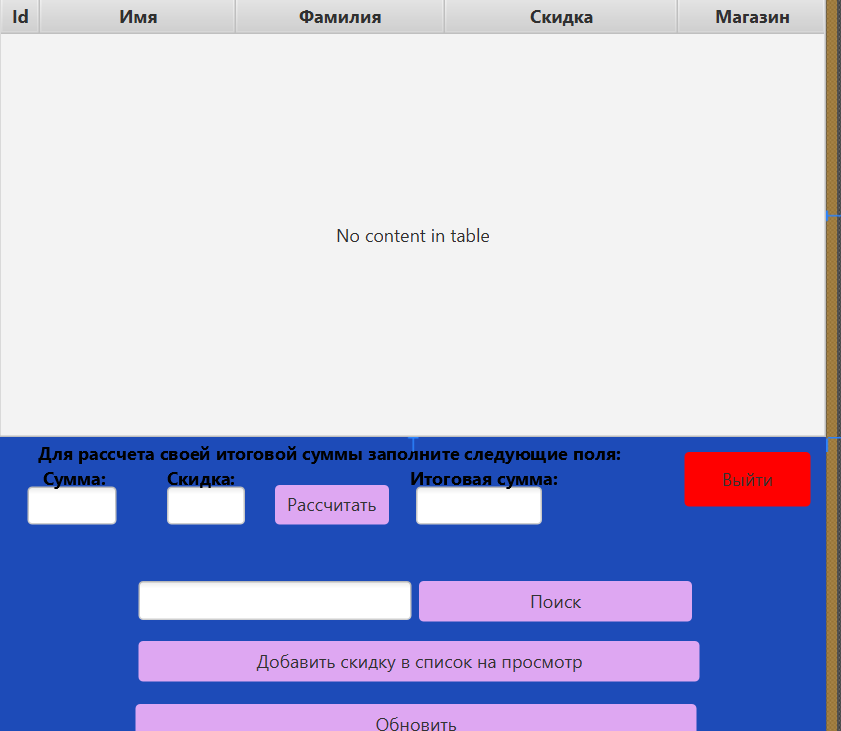 Id Имя Фамилия Скидка Магазин
No content in table
Для рассчета своей итоговой суммы заполните следующие поля:
Сумма: Скидка: Итоговая сумма:
Рассчитать
Выйти
Поиск
Добавить скидку в список на просмотр
Обновить